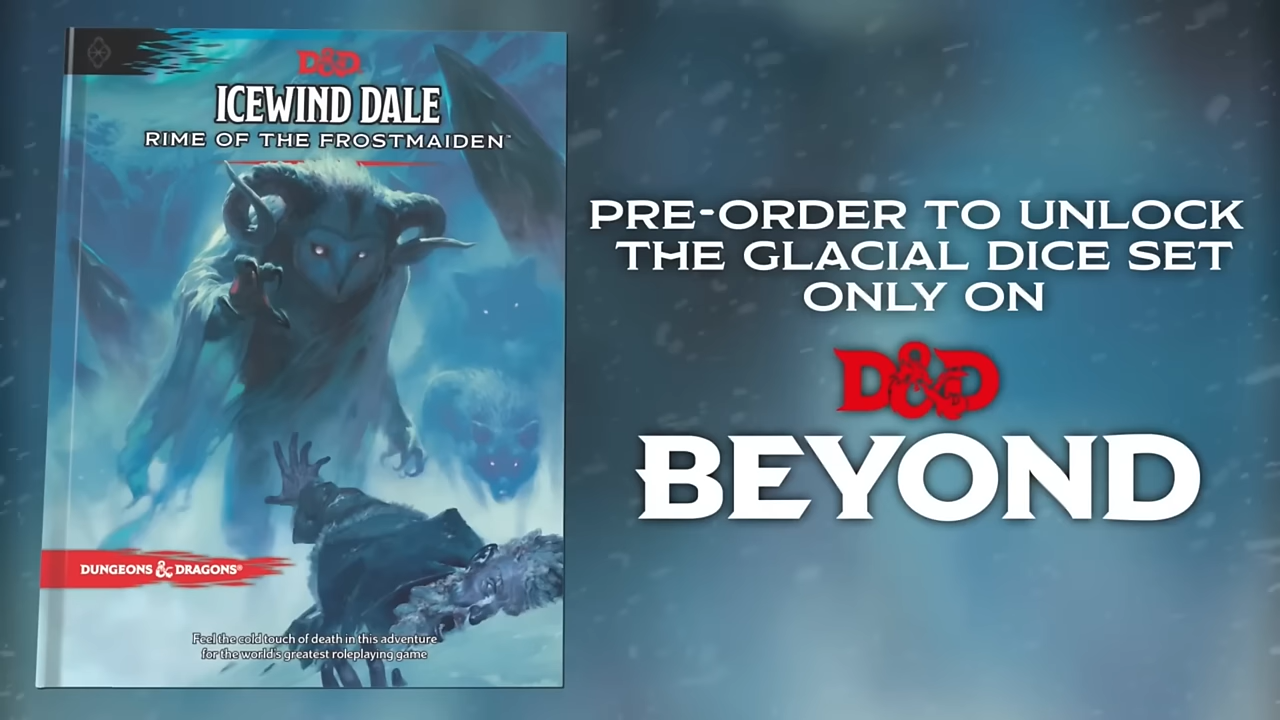 D&D
ICEWIND DALE
RIME OF THE FROSTMAIDEN™
DUNGEONS & DRAGONS®
Feel the cold touch of death in this adventure
for the world's greatest roleplaying game
PRE-ORDER TO UNLOCK
THE GLACIAL DICE SET
ONLY ON
D&D
BEYOND